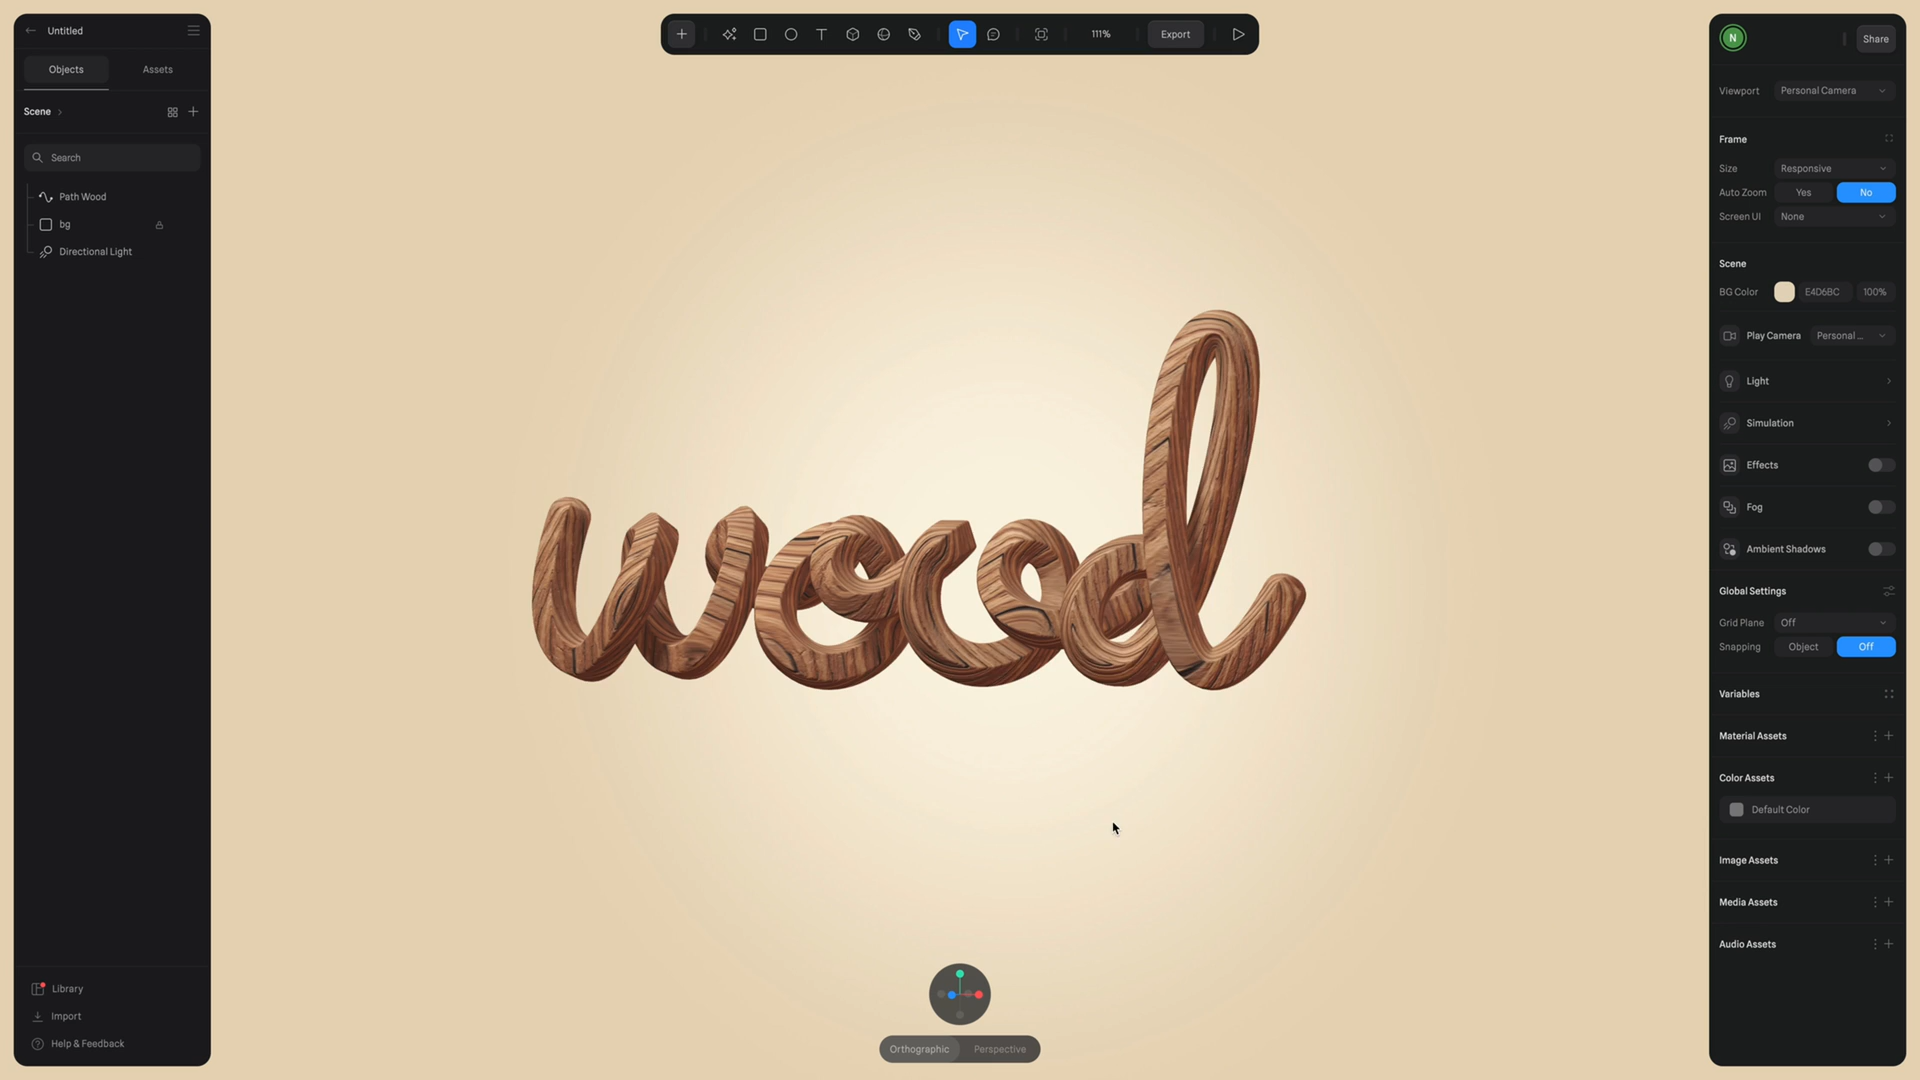 Untitled
Objects
Assets
Scene
Search
Path Wood
bg
Directional Light
Library
Import
Help & Feedback
111%
Export
wood
Orthographic
Perspective
N
Share
Viewport
Personal Camera
Frame
Size
Responsive
Auto Zoom
Yes
No
Screen UI
None
Scene
BG Color
E4D6BC
100%
Play Camera
Personal ...
Light
Simulation
Effects
Fog
Ambient Shadows
Global Settings
Grid Plane
Off
Snapping
Object
Off
Variables
Material Assets
Color Assets
Default Color
Image Assets
Media Assets
Audio Assets